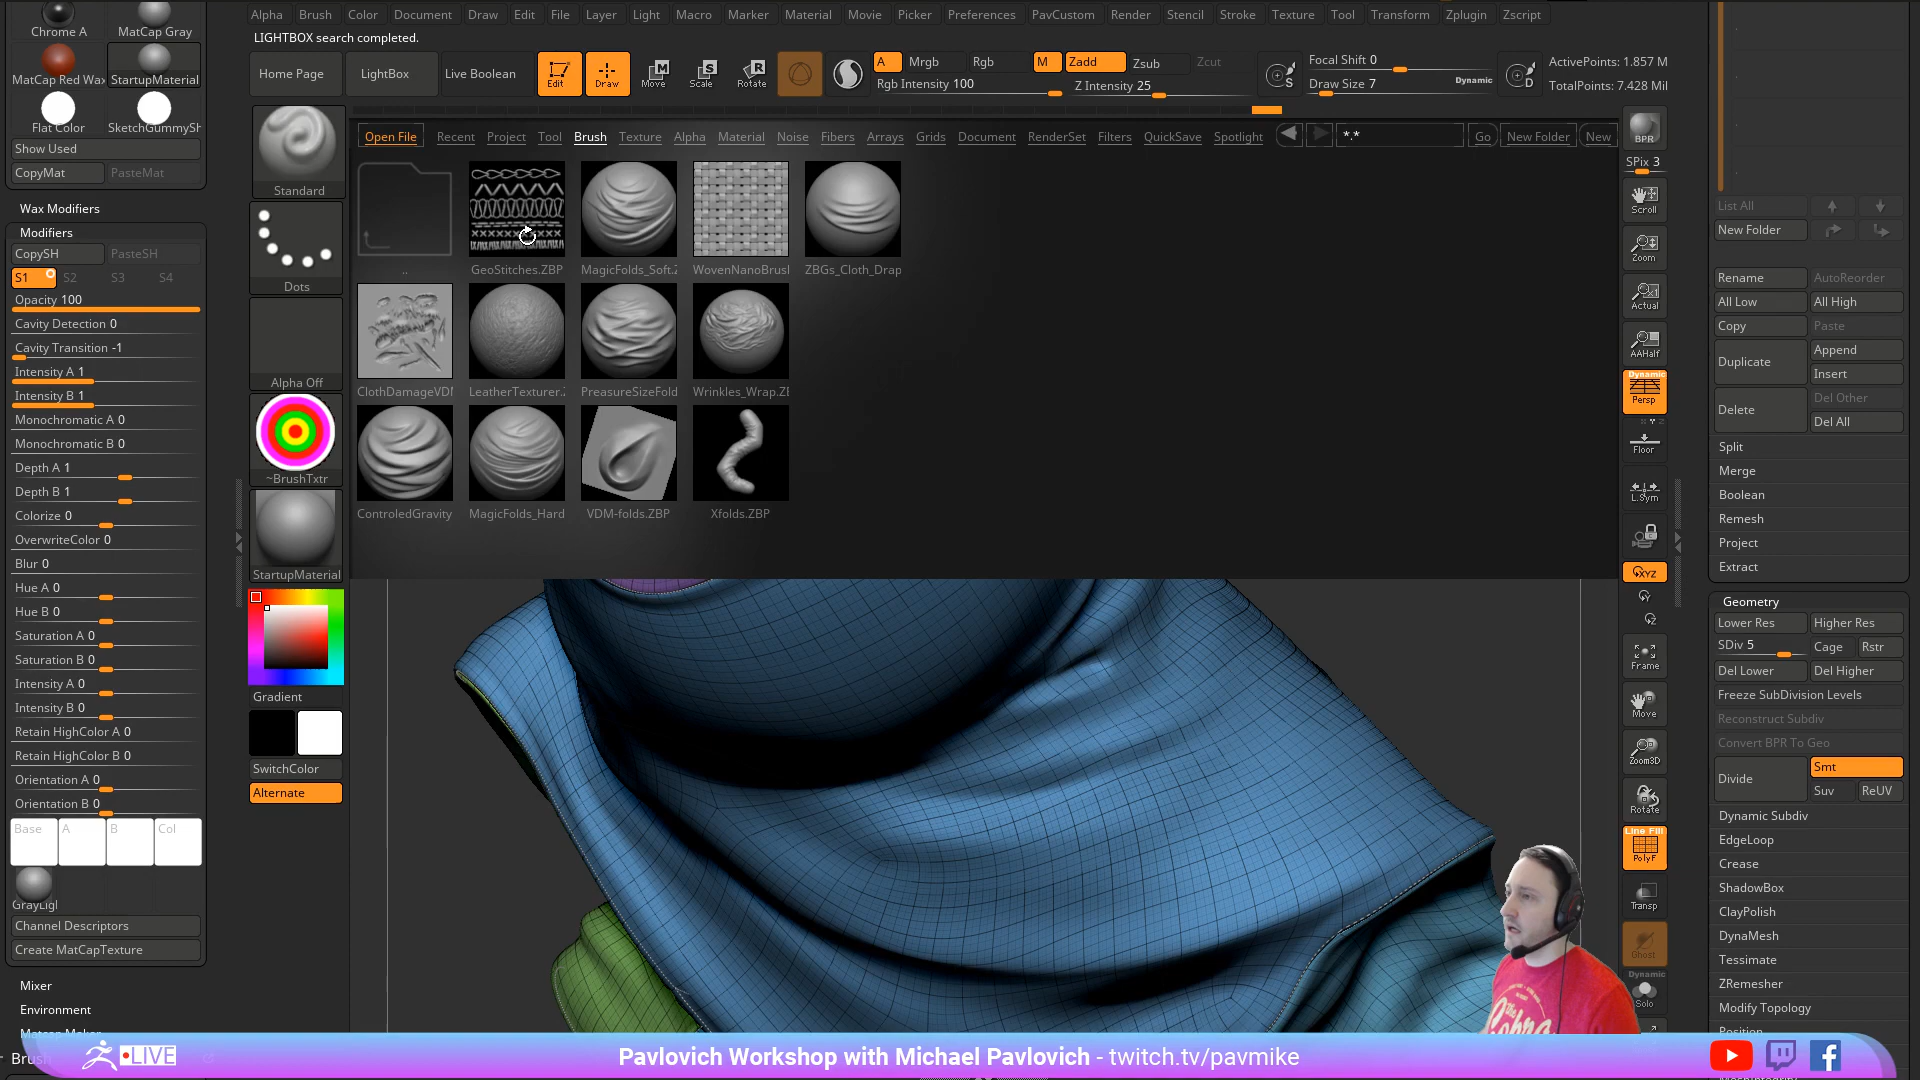 Alpha Brush Color Document Draw Edit File Layer Light Macro Marker Material Movie Picker Preferences PavCustom Render Stencil Stroke Texture Tool Transform Zplugin Zscript
LIGHTBOX search completed.
Chrome A MatCap Gray
MatCap Red Wax StartupMaterial
Flat Color SketchGummySh
Show Used
CopyMat PasteMat
Wax Modifiers
Modifiers
CopySH PasteSH
S1 S2 S3 S4
Opacity 100
Cavity Detection 0
Cavity Transition -1
Intensity A 1
Intensity B 1
Monochromatic A 0
Monochromatic B 0
Depth A 1
Depth B 1
Colorize 0
OverwriteColor 0
Blur 0
Hue A 0
Hue B 0
Saturation A 0
Saturation B 0
Intensity A 0
Intensity B 0
Retain HighColor A 0
Retain HighColor B 0
Orientation A 0
Orientation B 0
Base A B Col
GrayLigl
Channel Descriptors
Create MatCapTexture
Mixer
Environment
Home Page LightBox Live Boolean
Edit Draw Move Scale Rotate
A Mrgb Rgb M Zadd Zsub Zcut
Rgb Intensity 100 Z Intensity 25
S
Focal Shift 0
Draw Size 7 Dynamic
D
ActivePoints: 1.857 M
TotalPoints: 7.428 Mil
Standard
Dots
Alpha Off
~BrushTxtr
StartupMaterial
Gradient
SwitchColor
Alternate
Open File Recent Project Tool Brush Texture Alpha Material Noise Fibers Arrays Grids Document RenderSet Filters QuickSave Spotlight *.* Go New Folder New
.. GeoStitches.ZBP MagicFolds_Soft.Z WovenNanoBrush ZBGs_Cloth_Drap
ClothDamageVDM LeatherTexturer.Z PreasureSizeFold Wrinkles_Wrap.ZB
ControledGravity MagicFolds_Hard VDM-folds.ZBP Xfolds.ZBP
BPR
SPix 3
Scroll
Zoom
Actual
AAHalf
Dynamic
Persp
Floor
L.Sym
XYZ
Y
Z
Frame
Move
Zoom3D
Rotate
Line Fill
PolyF
Transp
Ghost
Dynamic
Solo
List All
New Folder
Rename AutoReorder
All Low All High
Copy Paste
Duplicate Append
Insert
Delete Del Other
Del All
Split
Merge
Boolean
Remesh
Project
Extract
Geometry
Lower Res Higher Res
SDiv 5 Cage Rstr
Del Lower Del Higher
Freeze SubDivision Levels
Reconstruct Subdiv
Convert BPR To Geo
Divide Smt
Suv ReUV
Dynamic Subdiv
EdgeLoop
Crease
ShadowBox
ClayPolish
DynaMesh
Tessimate
ZRemesher
Modify Topology
LIVE
Pavlovich Workshop with Michael Pavlovich - twitch.tv/pavmike